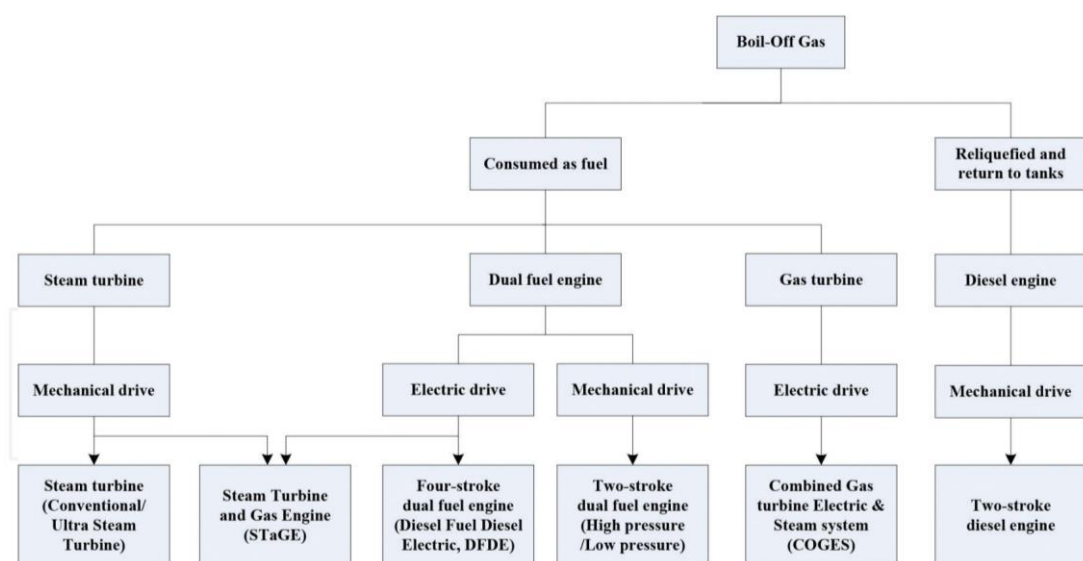 Boil-Off Gas
Consumed as fuel
Reliquefied and
return to tanks
Steam turbine
Dual fuel engine
Gas turbine
Diesel engine
Mechanical drive
Electric drive
Mechanical drive
Electric drive
Mechanical drive
Steam turbine
(Conventional/
Ultra Steam
Turbine)
Steam Turbine
and Gas Engine
(STaGE)
Four-stroke
dual fuel engine
(Diesel Fuel Diesel
Electric, DFDE)
Two-stroke
dual fuel engine
(High pressure
/Low pressure)
Combined Gas
turbine Electric &
Steam system
(COGES)
Two-stroke
diesel engine